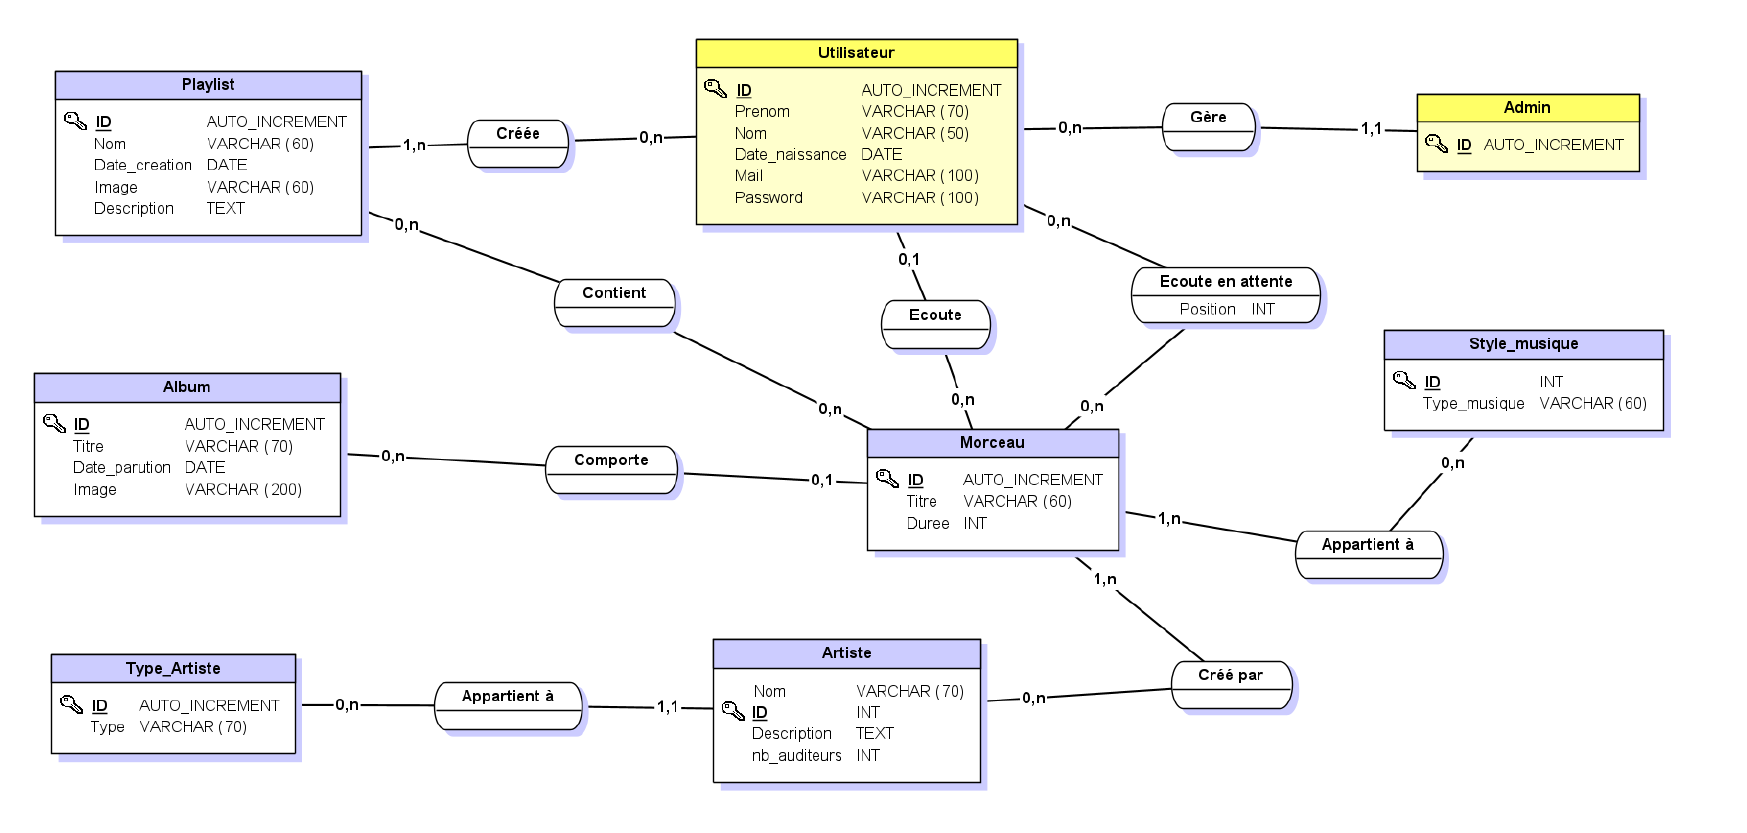 Playlist
ID AUTO_INCREMENT
Nom VARCHAR (60)
Date_creation DATE
Image VARCHAR (60)
Description TEXT
1,n
Créée
0,n
Utilisateur
ID AUTO_INCREMENT
Prenom VARCHAR (70)
Nom VARCHAR (50)
Date_naissance DATE
Mail VARCHAR (100)
Password VARCHAR (100)
0,n
Gère
1,1
Admin
ID AUTO_INCREMENT
0,n
Contient
0,n
0,1
Ecoute
0,n
0,n
Ecoute en attente
Position INT
0,n
Style_musique
ID INT
Type_musique VARCHAR (60)
0,n
Album
ID AUTO_INCREMENT
Titre VARCHAR (70)
Date_parution DATE
Image VARCHAR (200)
0,n
Comporte
0,1
Morceau
ID AUTO_INCREMENT
Titre VARCHAR (60)
Duree INT
1,n
Appartient à
1,n
Créé par
0,n
Type_Artiste
ID AUTO_INCREMENT
Type VARCHAR (70)
0,n
Appartient à
1,1
Artiste
Nom VARCHAR (70)
ID INT
Description TEXT
nb_auditeurs INT